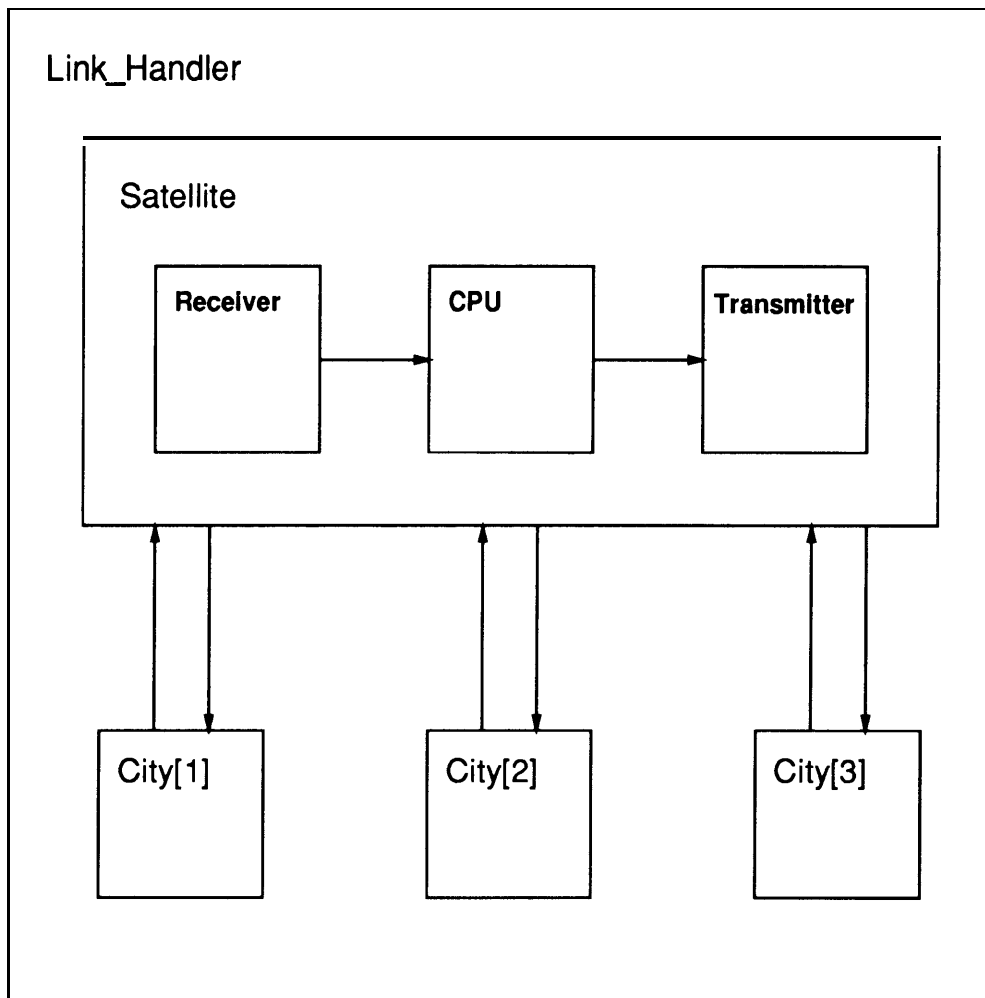 Link_Handler
Satellite
Receiver
CPU
Transmitter
City[1]
City[2]
City[3]